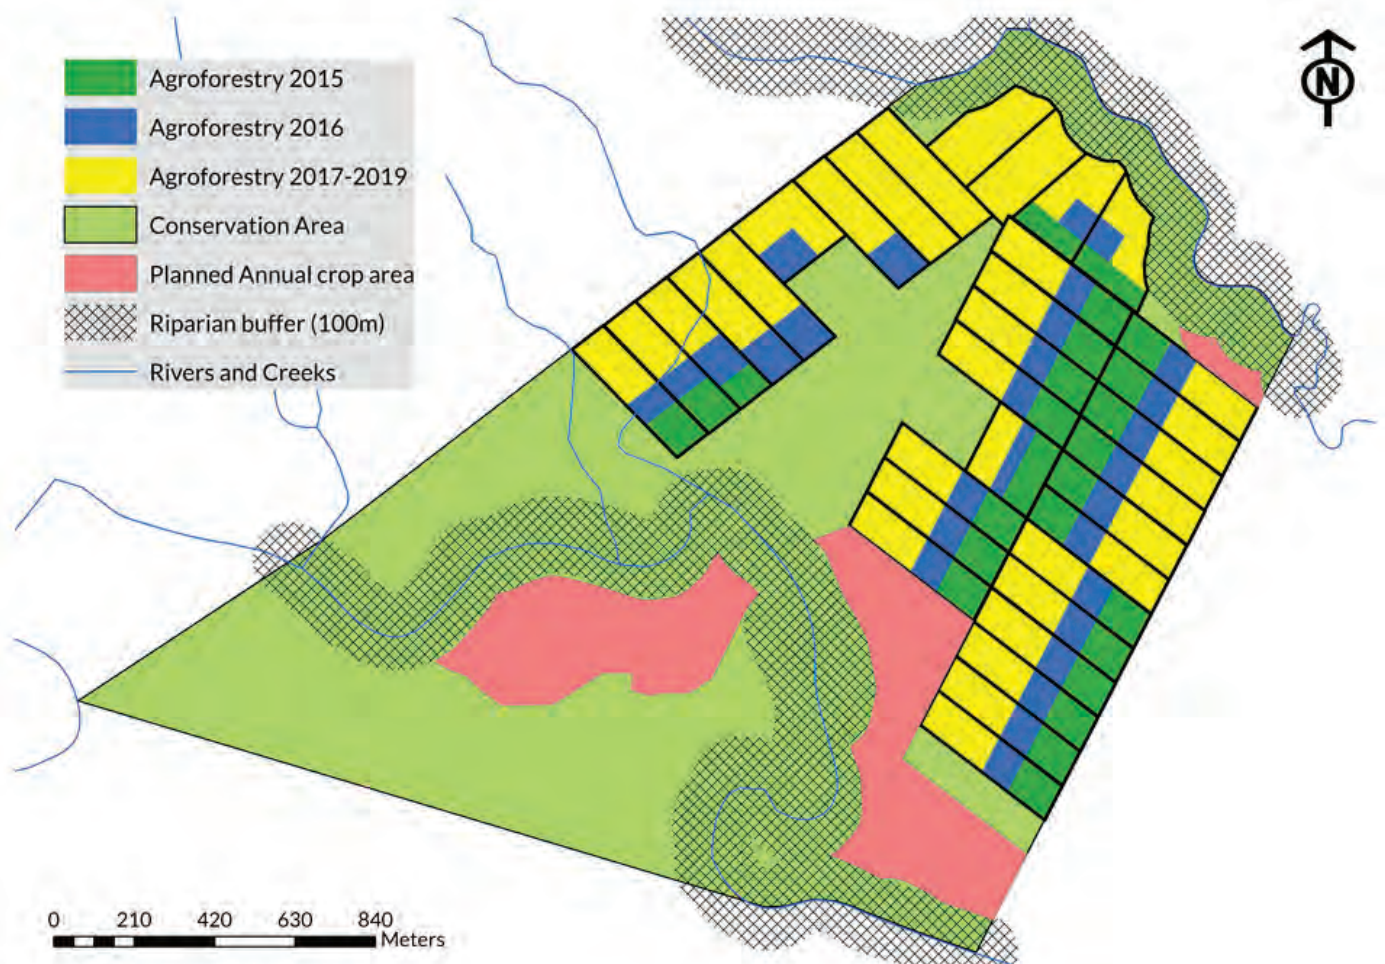 N
Agroforestry 2015
Agroforestry 2016
Agroforestry 2017-2019
Conservation Area
Planned Annual crop area
Riparian buffer (100m)
Rivers and Creeks
0 210 420 630 840
Meters